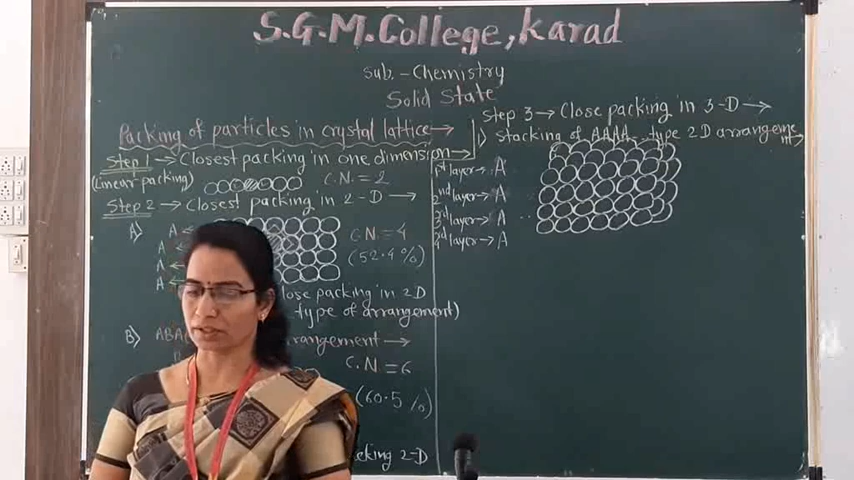 S.G.M.College,Karad
Sub. - Chemistry
Solid State
Packing of particles in crystal lattice →
Step 1 → Closest packing in one dimension →
(Linear packing) C.N. = 2
Step 2 → Closest packing in 2-D →
A) A ←
C.N. = 4
A ←
(52.4 %)
A ←
lose packing in 2D
type of arrangement)
B) ABA rrangement →
C.N = 6
(60.5 %)
cking 2-D
Step 3 → Close packing in 3-D →
1) Stacking of AAAA... type 2D arrangement →
1st layer → A
2nd layer → A
3rd layer → A
layer → A